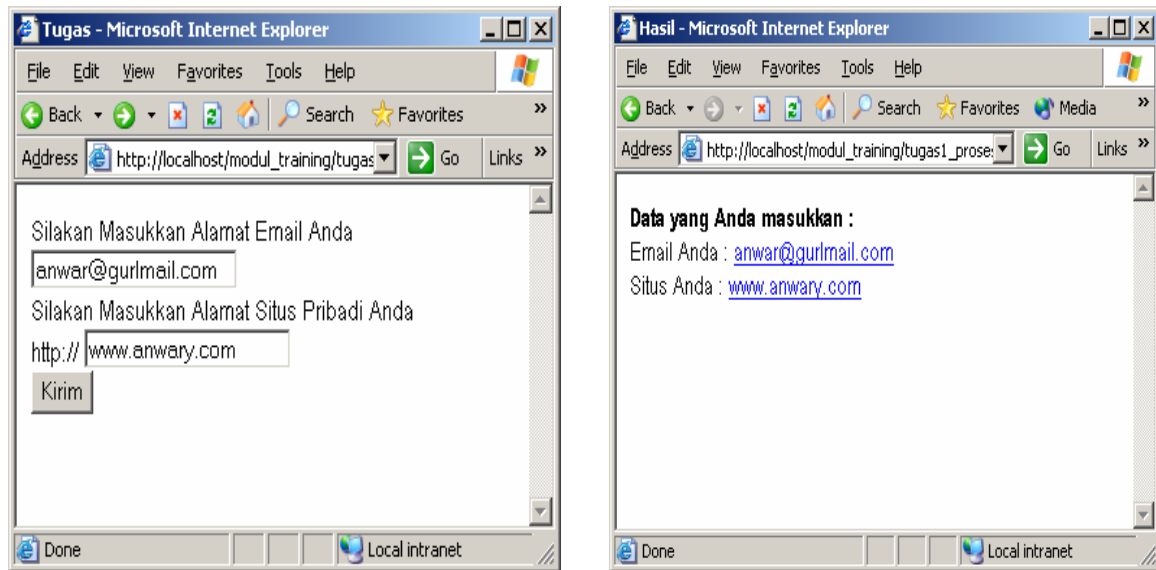 Tugas - Microsoft Internet Explorer
File Edit View Favorites Tools Help
Back Search Favorites »
Address http://localhost/modul_training/tugas Go Links »
Silakan Masukkan Alamat Email Anda
anwar@gurlmail.com
Silakan Masukkan Alamat Situs Pribadi Anda
http:// www.anwary.com
Kirim
Done Local intranet
Hasil - Microsoft Internet Explorer
File Edit View Favorites Tools Help
Back Search Favorites Media »
Address http://localhost/modul_training/tugas1_proses Go Links »
Data yang Anda masukkan :
Email Anda : anwar@gurlmail.com
Situs Anda : www.anwary.com
Done Local intranet